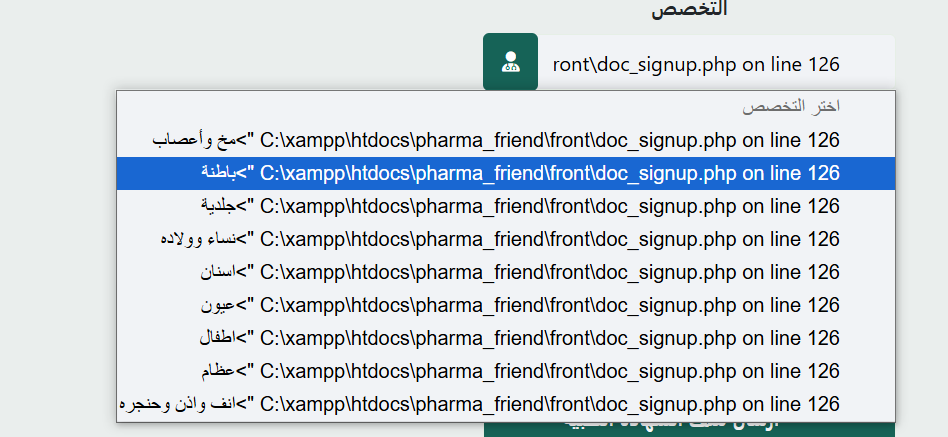 التخصص
ront\doc_signup.php on line 126
اختر التخصص
C:\xampp\htdocs\pharma_friend\front\doc_signup.php on line 126 ">مخ وأعصاب
C:\xampp\htdocs\pharma_friend\front\doc_signup.php on line 126 ">باطنة
C:\xampp\htdocs\pharma_friend\front\doc_signup.php on line 126 ">جلدية
C:\xampp\htdocs\pharma_friend\front\doc_signup.php on line 126 ">نساء وولاده
C:\xampp\htdocs\pharma_friend\front\doc_signup.php on line 126 ">اسنان
C:\xampp\htdocs\pharma_friend\front\doc_signup.php on line 126 ">عيون
C:\xampp\htdocs\pharma_friend\front\doc_signup.php on line 126 ">اطفال
C:\xampp\htdocs\pharma_friend\front\doc_signup.php on line 126 ">عظام
C:\xampp\htdocs\pharma_friend\front\doc_signup.php on line 126 ">انف واذن وحنجره